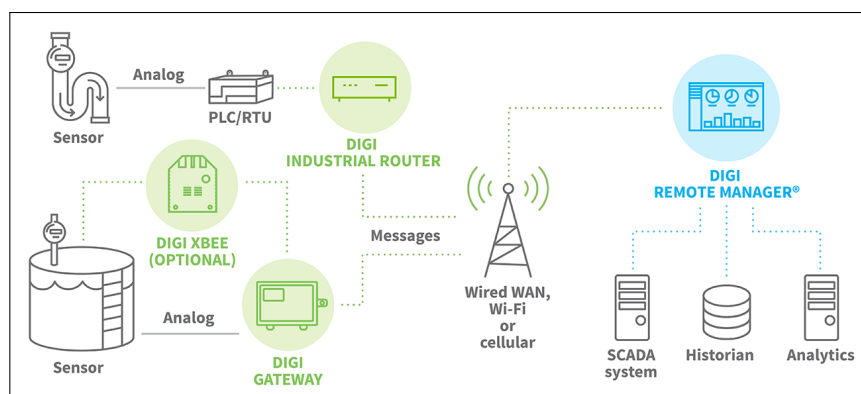 Analog
Sensor
PLC/RTU
DIGI
INDUSTRIAL ROUTER
DIGI
REMOTE MANAGER®
DIGI XBEE
(OPTIONAL)
Messages
Wired WAN,
Wi-Fi
or
cellular
Analog
Sensor
DIGI
GATEWAY
SCADA
system
Historian
Analytics